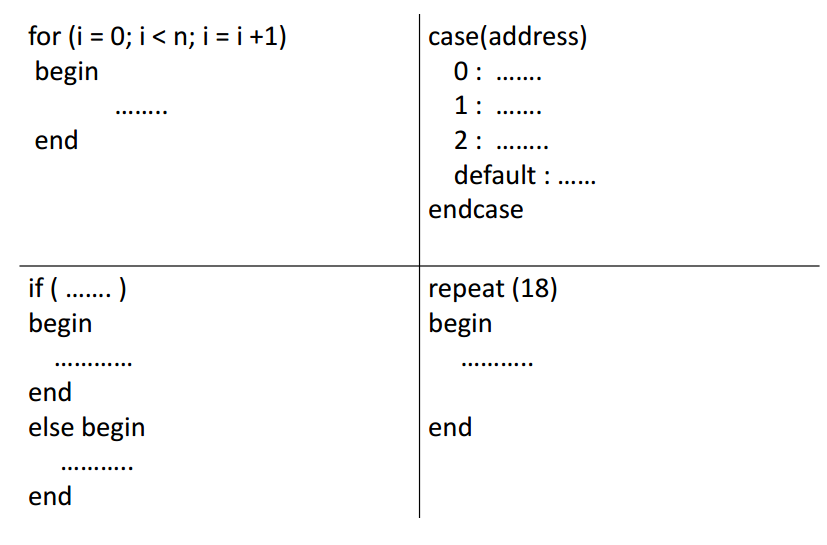 for (i = 0; i < n; i = i +1)
begin
........
end
case(address)
0 : .......
1 : .......
2 : ........
default : ......
endcase
if ( ....... )
begin
............
end
else begin
...........
end
repeat (18)
begin
...........
end